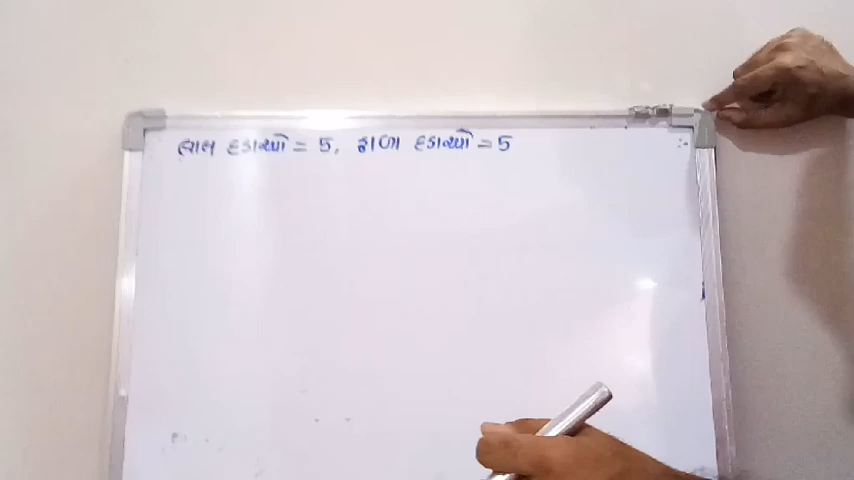 લાલ દડાઓ = 5, કાળા દડાઓ = 5